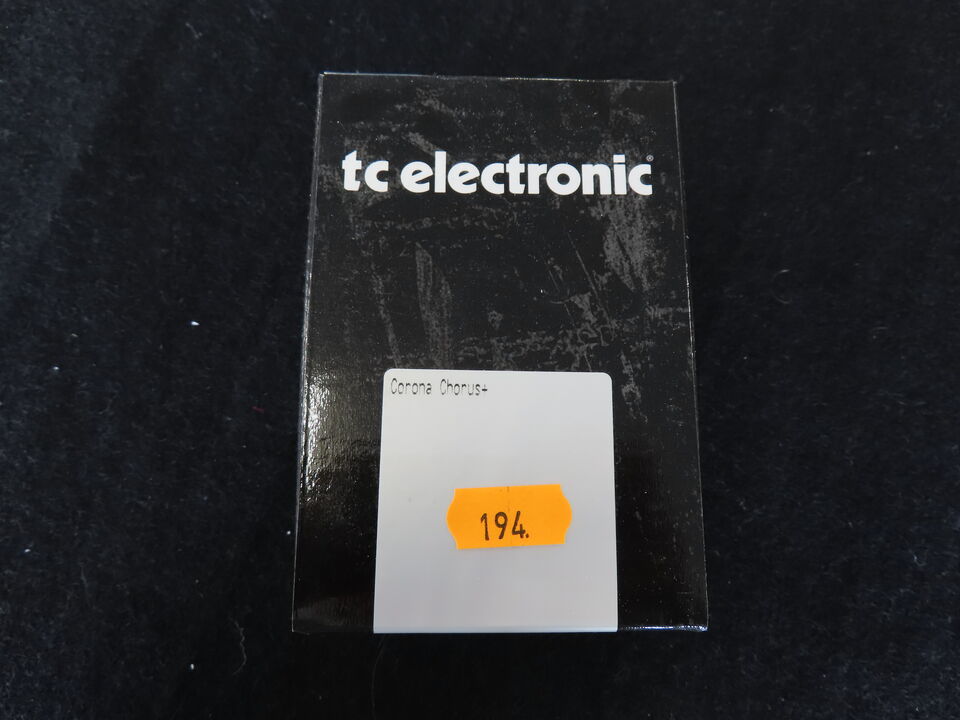 tc electronic®
Corona Chorus+
194.